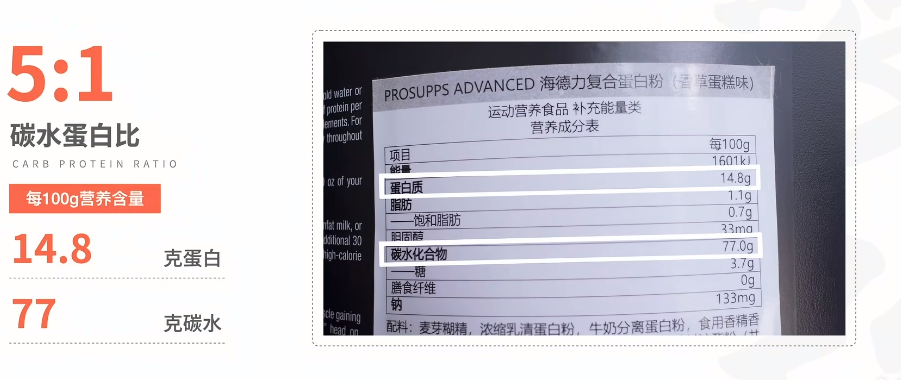 5:1
碳水蛋白比
CARB PROTEIN RATIO
每100g营养含量
14.8 克蛋白
77 克碳水
old water or
f protein per
ements. For
throughout
oz of your
nfat milk, or
dditional 30
high-calorie
scle gaining
head on
PROSUPPS ADVANCED 海德力复合蛋白粉（香草蛋糕味）
运动营养食品 补充能量类
营养成分表
项目 每100g
能量 1601kJ
蛋白质 14.8g
脂肪 1.1g
——饱和脂肪 0.7g
胆固醇 33mg
碳水化合物 77.0g
——糖 3.7g
膳食纤维 0g
钠 133mg
配料：麦芽糊精，浓缩乳清蛋白粉，牛奶分离蛋白粉，食用香精香